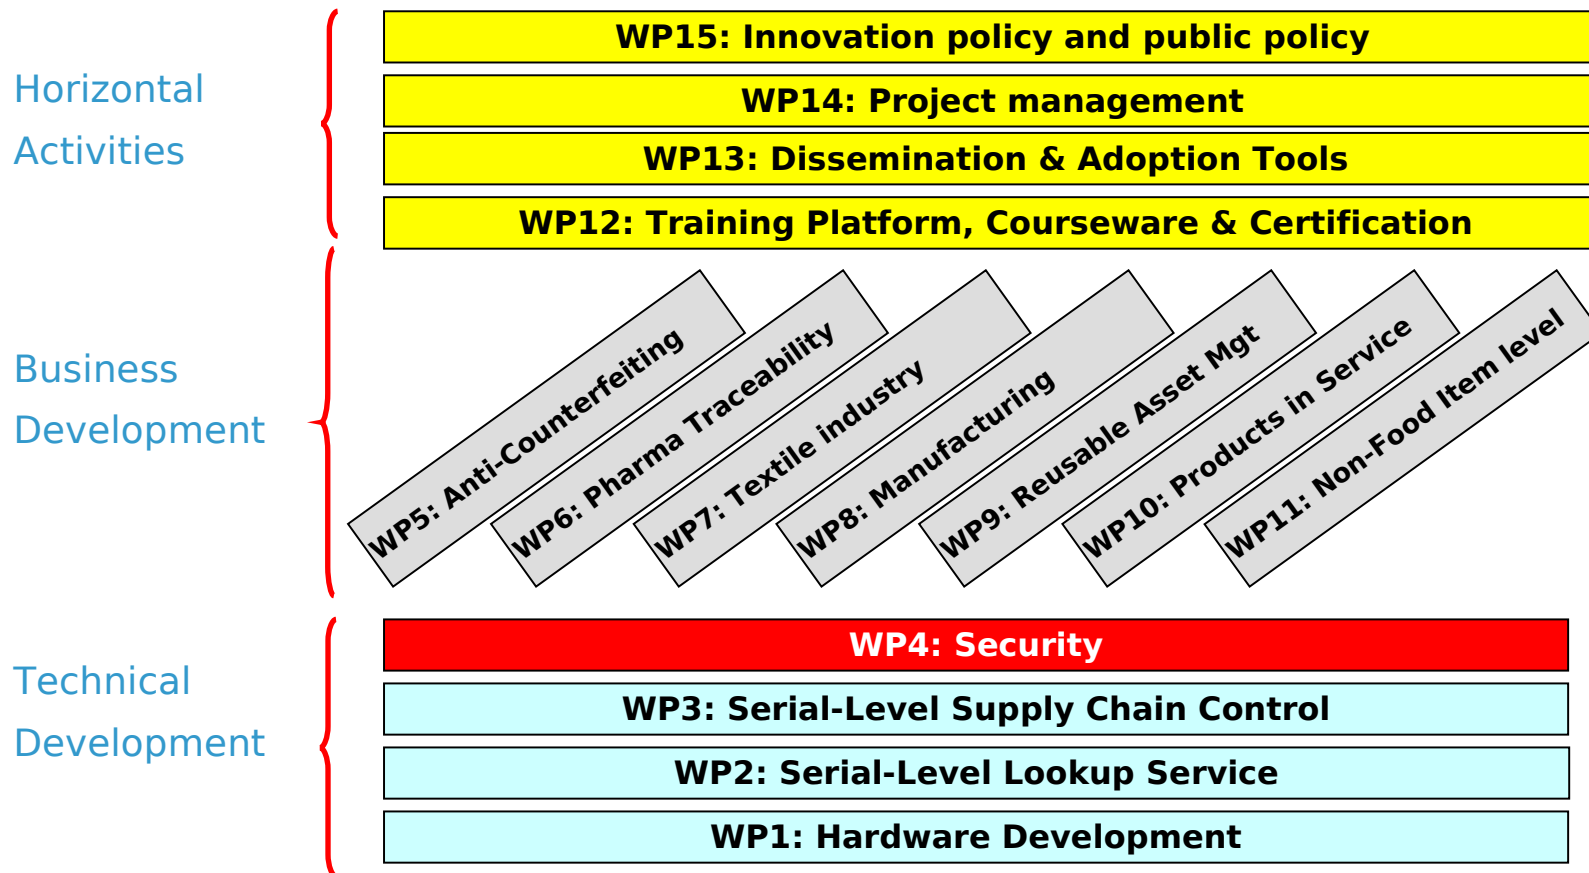 Horizontal
Activities
WP15: Innovation policy and public policy
WP14: Project management
WP13: Dissemination & Adoption Tools
WP12: Training Platform, Courseware & Certification
Business
Development
WP5: Anti-Counterfeiting
WP6: Pharma Traceability
WP7: Textile industry
WP8: Manufacturing
WP9: Reusable Asset Mgt
WP10: Products in Service
WP11: Non-Food Item level
Technical
Development
WP4: Security
WP3: Serial-Level Supply Chain Control
WP2: Serial-Level Lookup Service
WP1: Hardware Development